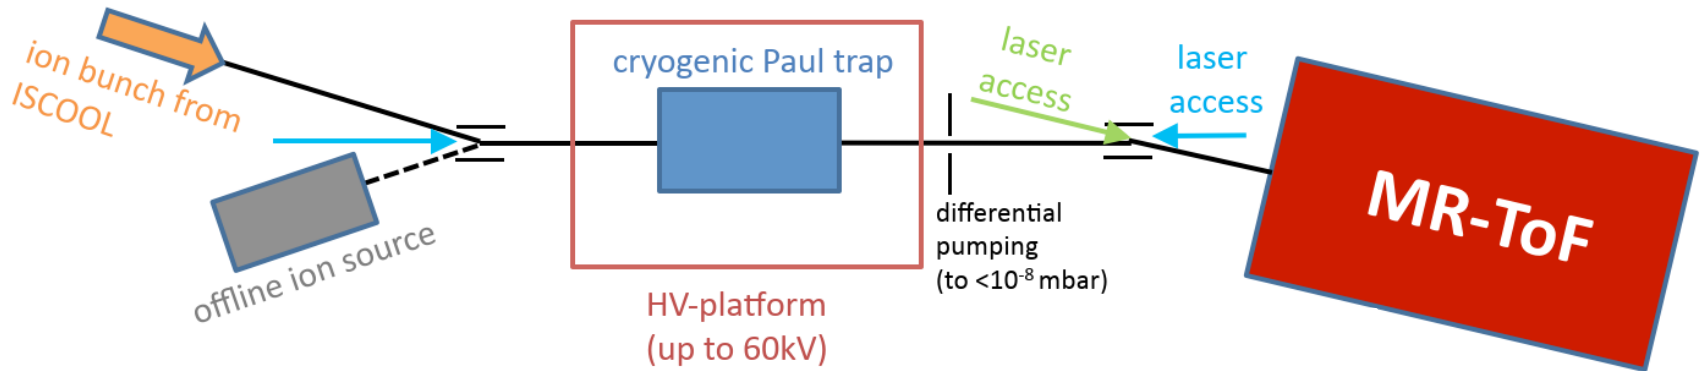 ion bunch from
ISCOOL
offline ion source
cryogenic Paul trap
HV-platform
(up to 60kV)
differential
pumping
(to <10⁻⁸ mbar)
laser
access
laser
access
MR-ToF